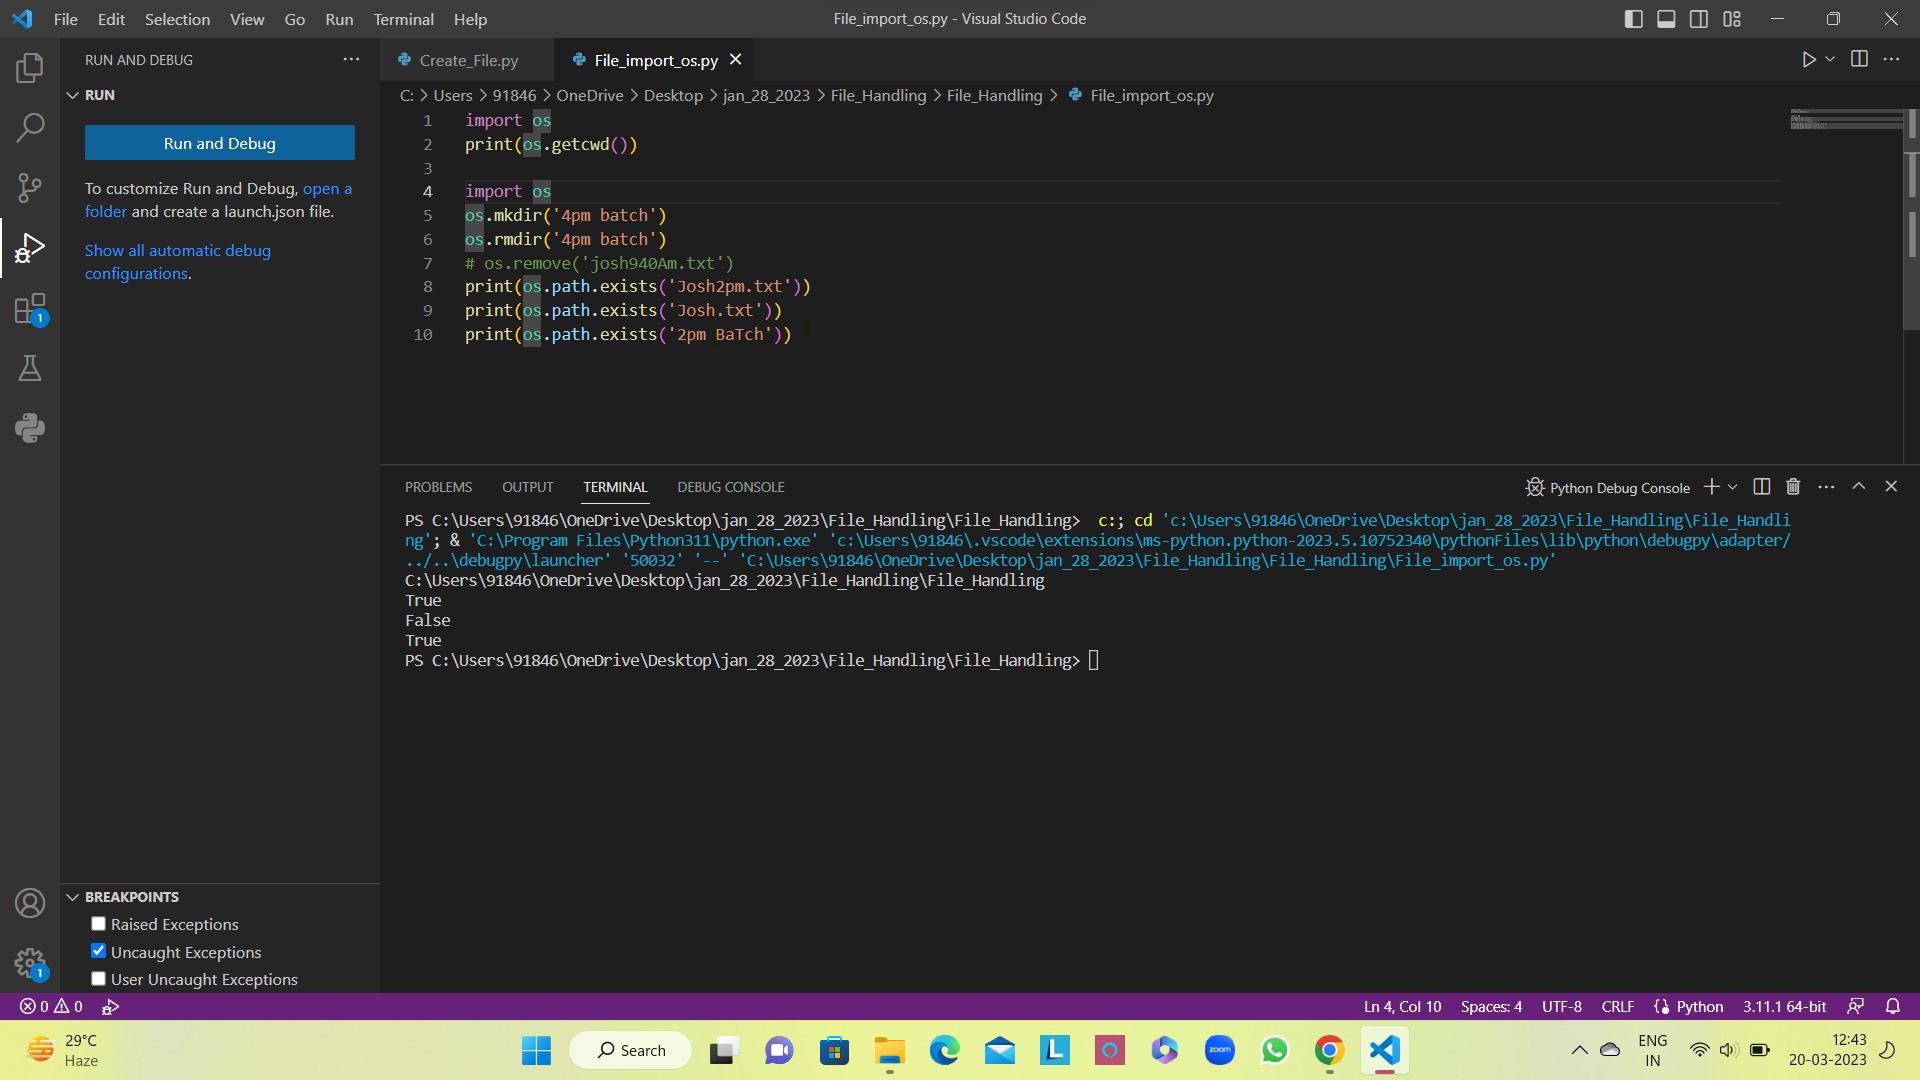 File Edit Selection View Go Run Terminal Help
File_import_os.py - Visual Studio Code
RUN AND DEBUG
RUN
Run and Debug
To customize Run and Debug, open a
folder and create a launch.json file.
Show all automatic debug
configurations.
1
1
BREAKPOINTS
Raised Exceptions
Uncaught Exceptions
User Uncaught Exceptions
Create_File.py
File_import_os.py
C: > Users > 91846 > OneDrive > Desktop > jan_28_2023 > File_Handling > File_Handling > File_import_os.py
1 import os
2 print(os.getcwd())
3
4 import os
5 os.mkdir('4pm batch')
6 os.rmdir('4pm batch')
7 # os.remove('josh940Am.txt')
8 print(os.path.exists('Josh2pm.txt'))
9 print(os.path.exists('Josh.txt'))
10 print(os.path.exists('2pm BaTch'))
PROBLEMS OUTPUT TERMINAL DEBUG CONSOLE
Python Debug Console
PS C:\Users\91846\OneDrive\Desktop\jan_28_2023\File_Handling\File_Handling>  c:; cd 'c:\Users\91846\OneDrive\Desktop\jan_28_2023\File_Handling\File_Handli
ng'; & 'C:\Program Files\Python311\python.exe' 'c:\Users\91846\.vscode\extensions\ms-python.python-2023.5.10752340\pythonFiles\lib\python\debugpy\adapter/
../..\debugpy\launcher' '50032' '--' 'C:\Users\91846\OneDrive\Desktop\jan_28_2023\File_Handling\File_Handling\File_import_os.py'
C:\Users\91846\OneDrive\Desktop\jan_28_2023\File_Handling\File_Handling
True
False
True
PS C:\Users\91846\OneDrive\Desktop\jan_28_2023\File_Handling\File_Handling>
0 0
Ln 4, Col 10 Spaces: 4 UTF-8 CRLF Python 3.11.1 64-bit
29°C
Haze
Search
L
zoom
ENG
IN
12:43
20-03-2023